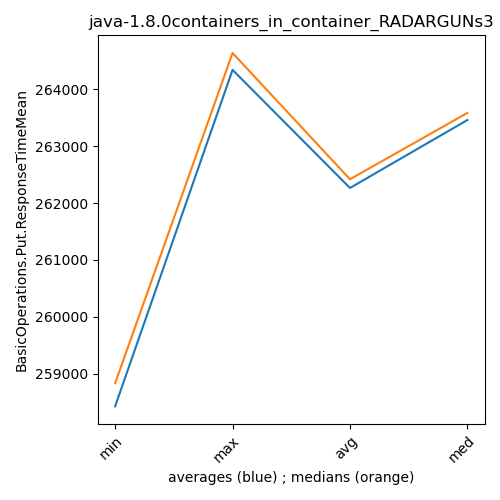 java-1.8.0containers_in_container_RADARGUNs3
BasicOperations.Put.ResponseTimeMean
264000
263000
262000
261000
260000
259000
min
max
avg
med
averages (blue) ; medians (orange)